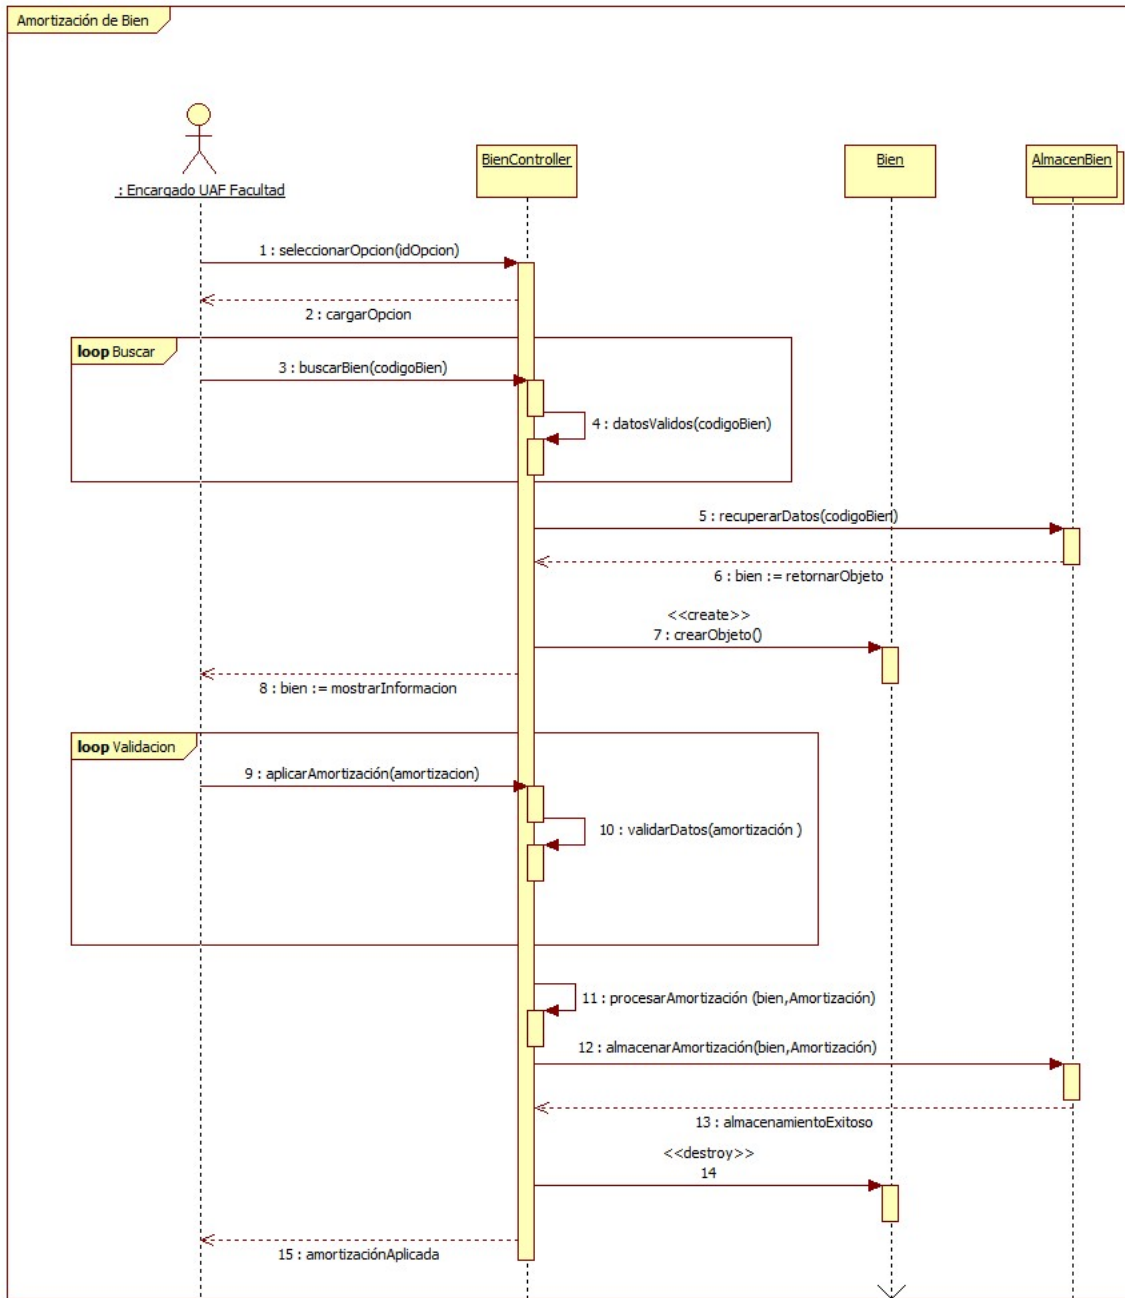 Amortización de Bien
: Encargado UAF Facultad
BienController
Bien
AlmacenBien
1 : seleccionarOpcion(idOpcion)
2 : cargarOpcion
loop Buscar
3 : buscarBien(codigoBien)
4 : datosValidos(codigoBien)
5 : recuperarDatos(codigoBien)
6 : bien := retornarObjeto
<<create>>
7 : crearObjeto()
8 : bien := mostrarInformacion
loop Validacion
9 : aplicarAmortización(amortizacion)
10 : validarDatos(amortización )
11 : procesarAmortización (bien,Amortización)
12 : almacenarAmortización(bien,Amortización)
13 : almacenamientoExitoso
<<destroy>>
14
15 : amortizaciónAplicada